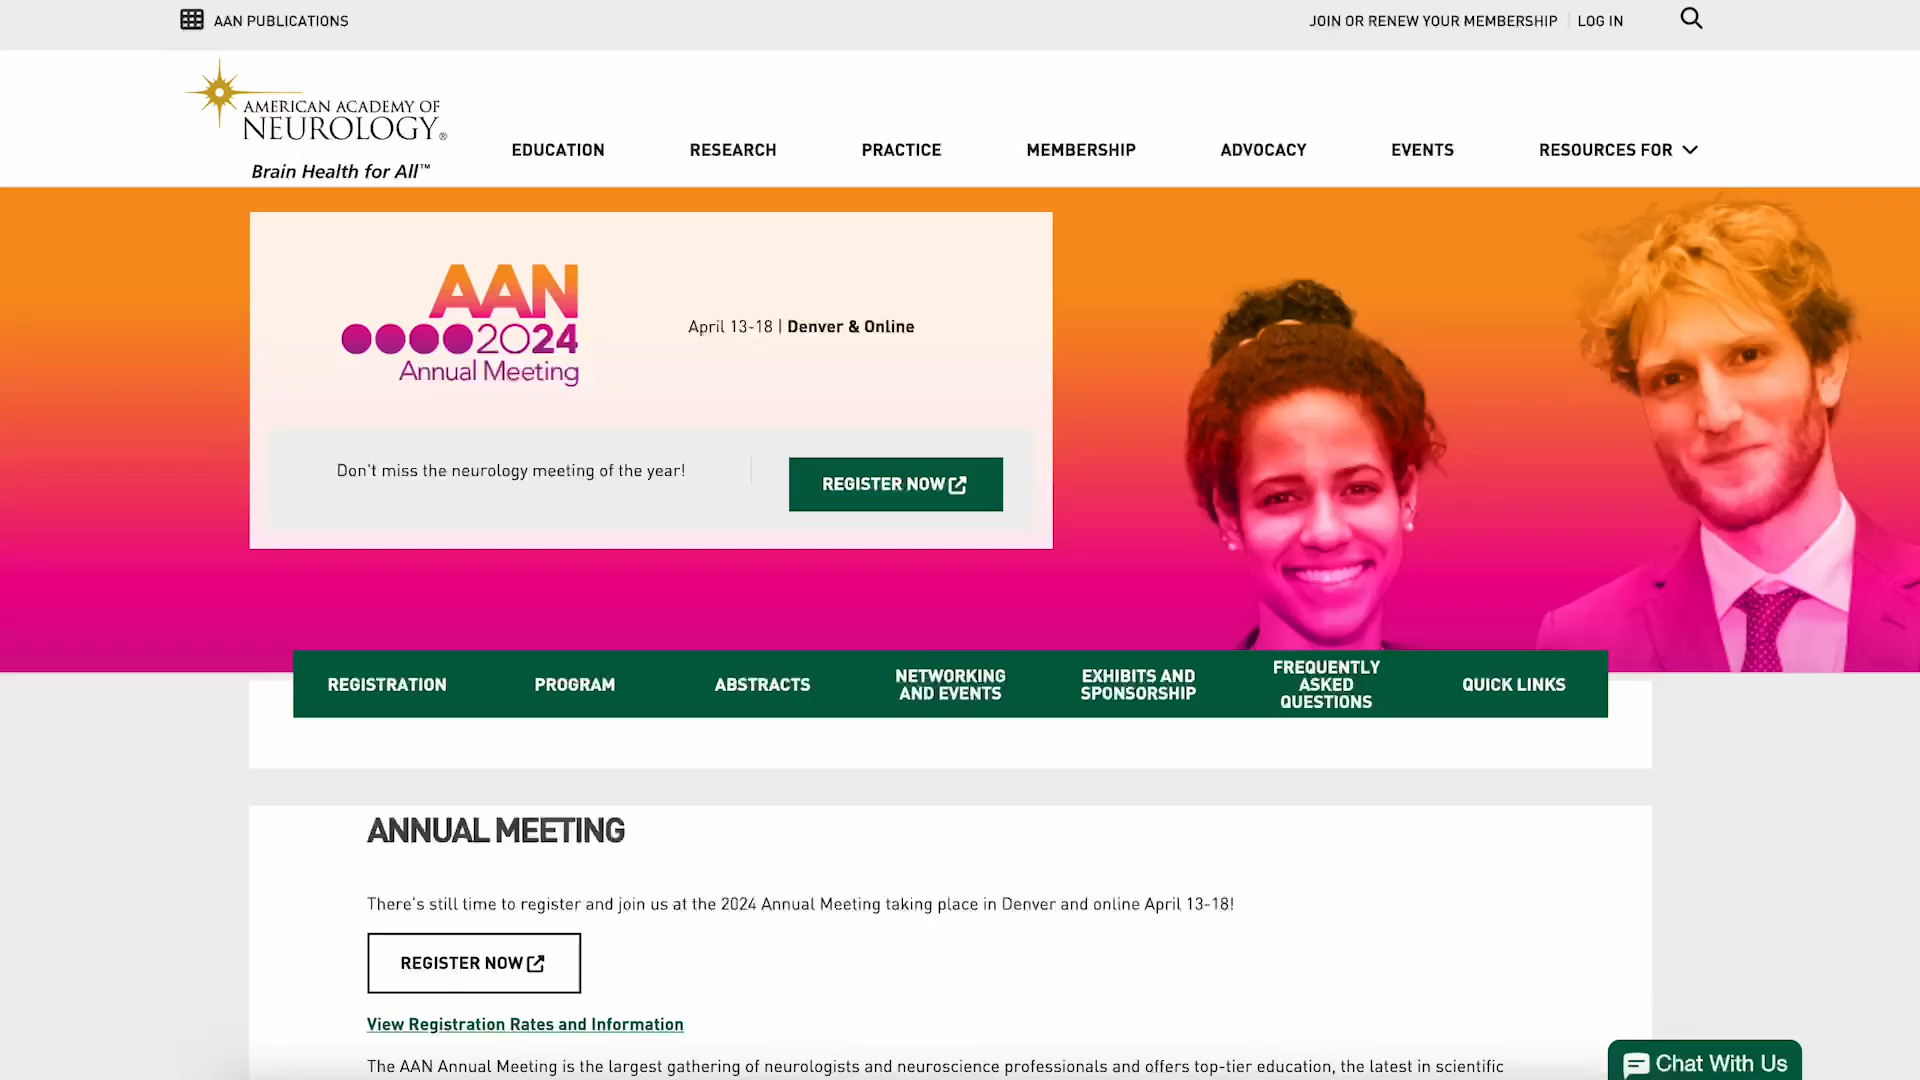 AAN PUBLICATIONS
JOIN OR RENEW YOUR MEMBERSHIP
LOG IN
AMERICAN ACADEMY OF
NEUROLOGY®
Brain Health for All™
EDUCATION
RESEARCH
PRACTICE
MEMBERSHIP
ADVOCACY
EVENTS
RESOURCES FOR
AAN
2024
Annual Meeting
April 13-18 | Denver & Online
Don't miss the neurology meeting of the year!
REGISTER NOW
REGISTRATION
PROGRAM
ABSTRACTS
NETWORKING
AND EVENTS
EXHIBITS AND
SPONSORSHIP
FREQUENTLY
ASKED
QUESTIONS
QUICK LINKS
ANNUAL MEETING
There's still time to register and join us at the 2024 Annual Meeting taking place in Denver and online April 13-18!
REGISTER NOW
View Registration Rates and Information
The AAN Annual Meeting is the largest gathering of neurologists and neuroscience professionals and offers top-tier education, the latest in scientific
Chat With Us